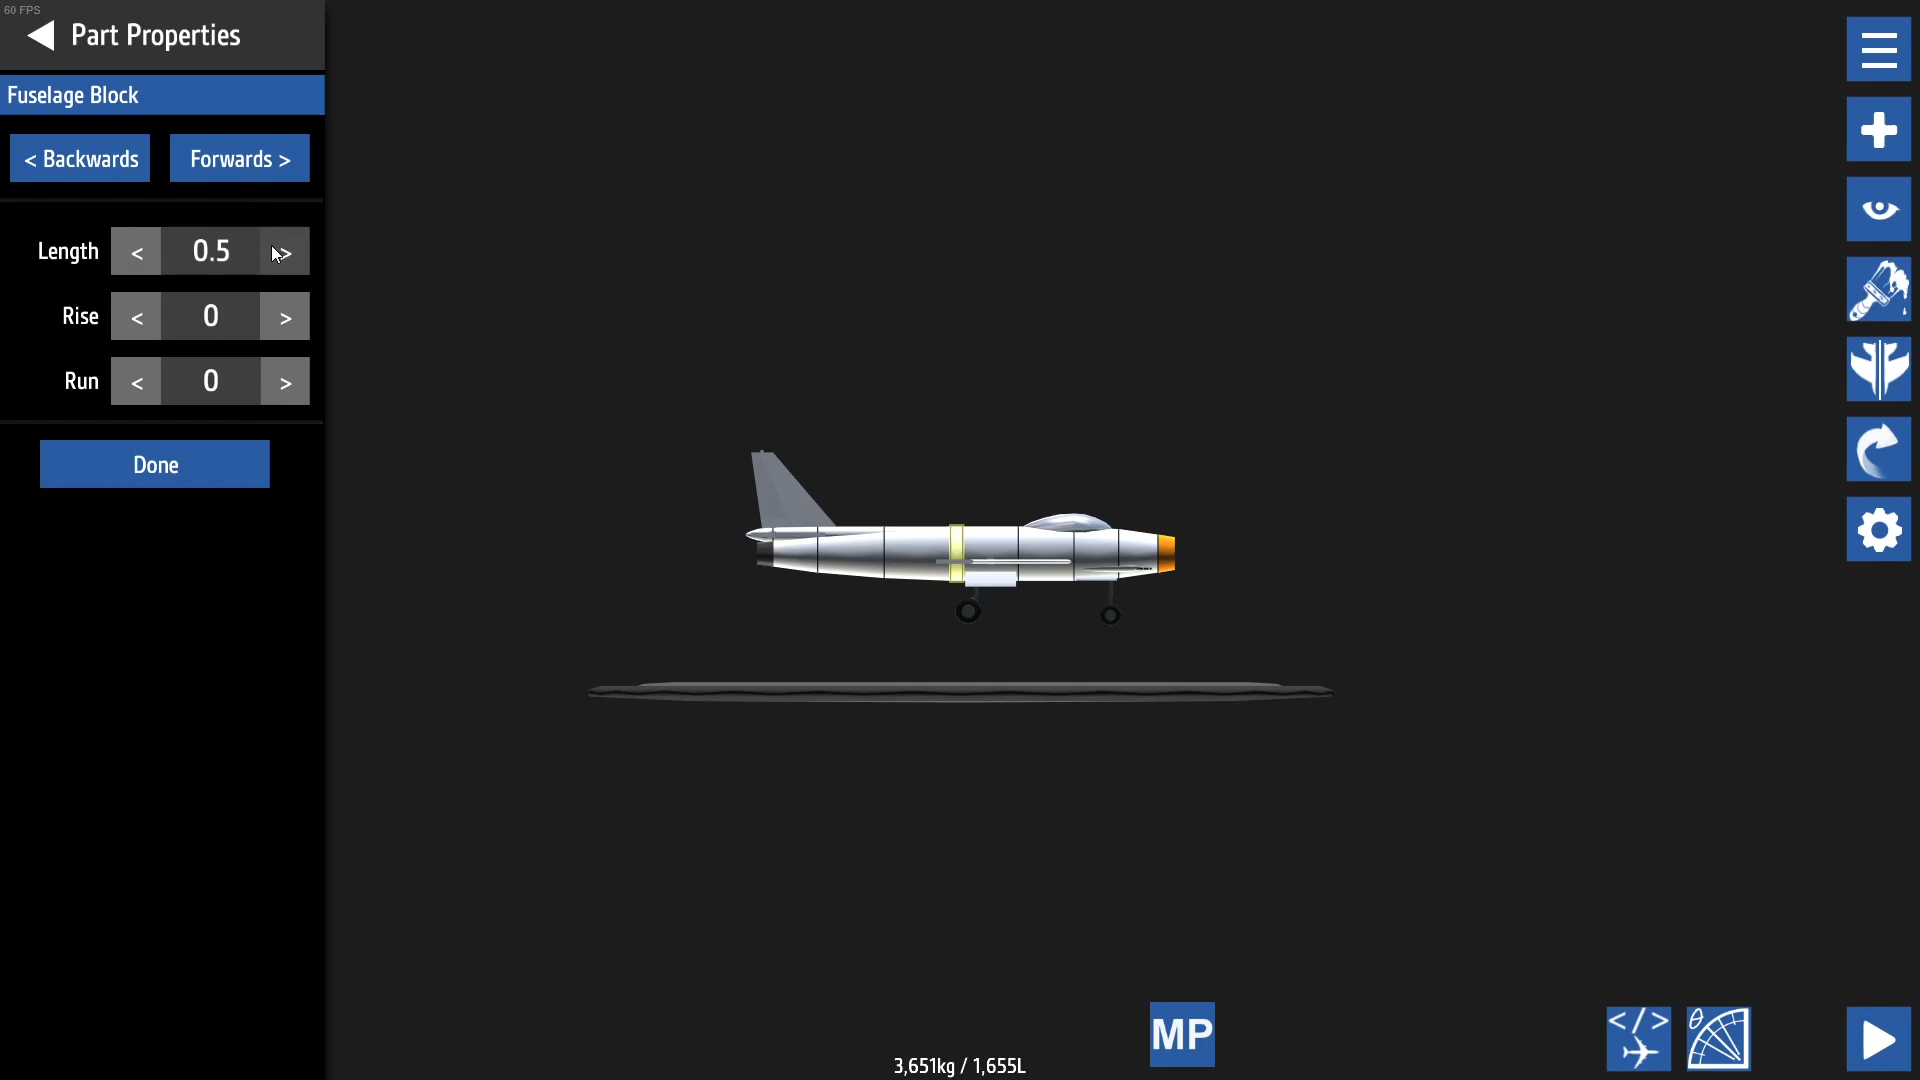 60 FPS
Part Properties
Fuselage Block
< Backwards
Forwards >
Length < 0.5 >
Rise < 0 >
Run < 0 >
Done
MP
</>
θ
3,651kg / 1,655L